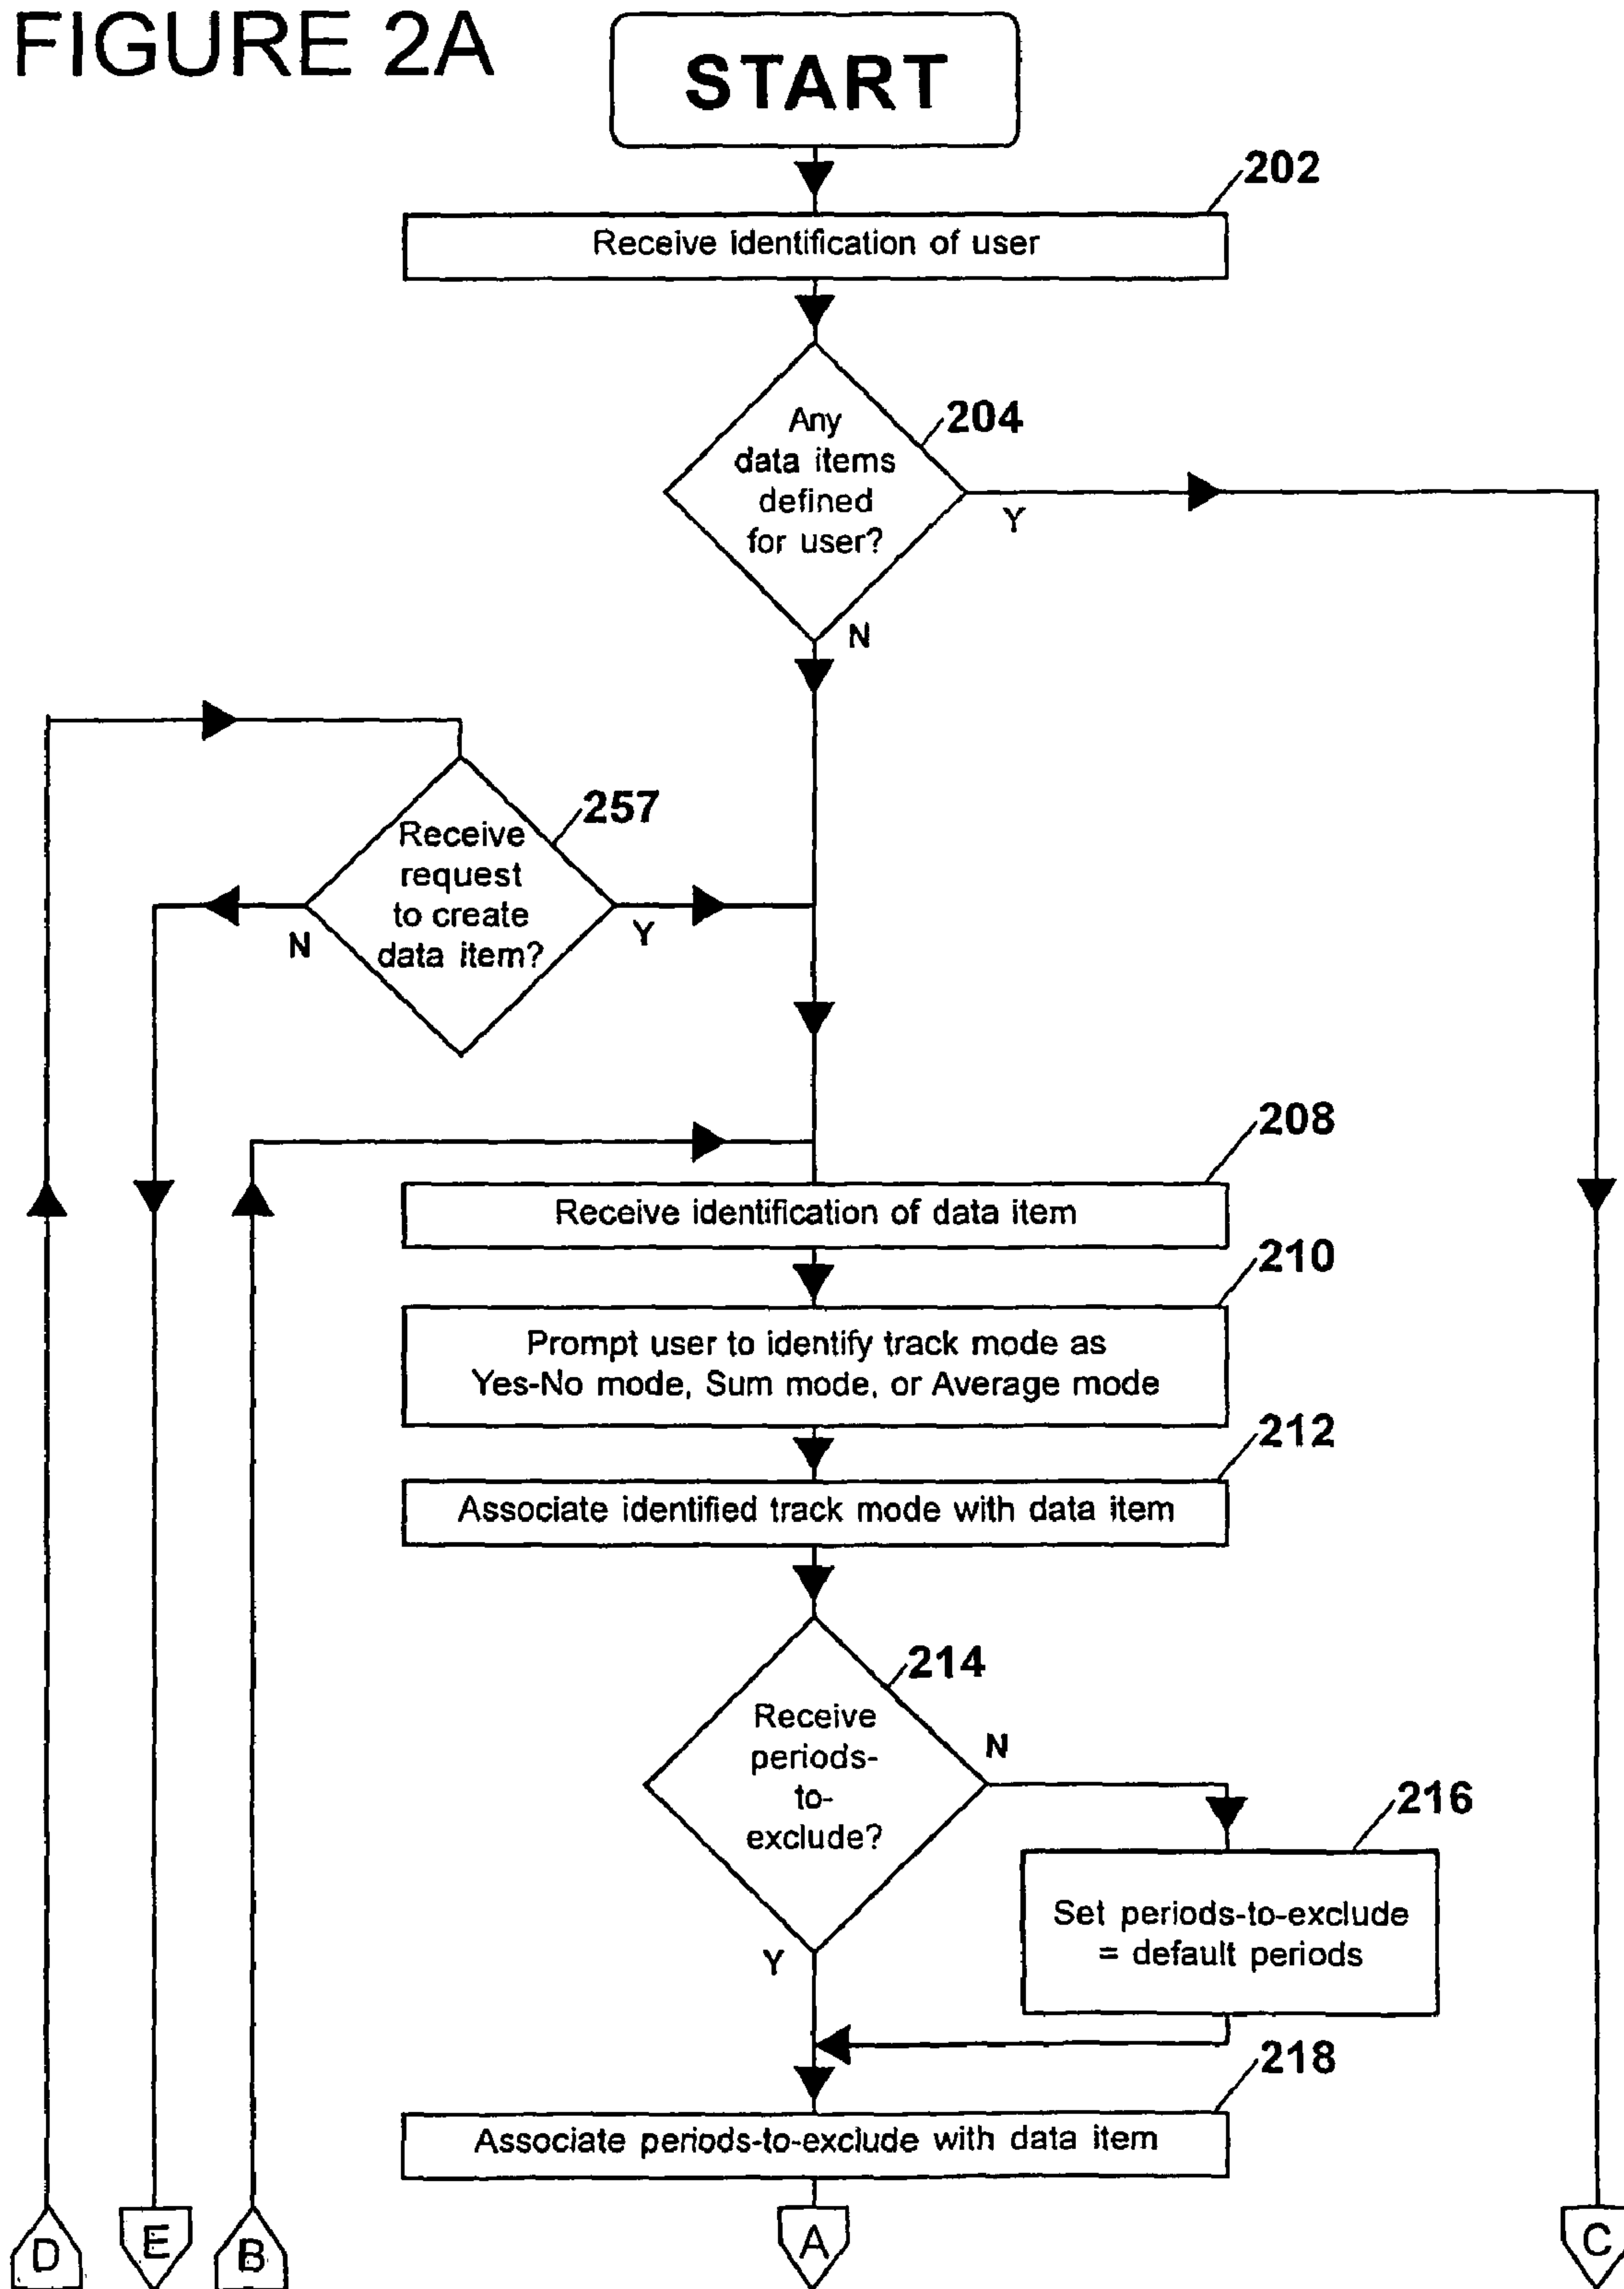 FIGURE 2A
START
202
Receive identification of user
204
Any
data items
defined
for user?
Y
N
257
Receive
request
to create
data item?
N
Y
208
Receive identification of data item
210
Prompt user to identify track mode as
Yes-No mode, Sum mode, or Average mode
212
Associate identified track mode with data item
214
Receive
periods-
to-
exclude?
N
216
Set periods-to-exclude
= default periods
Y
218
Associate periods-to-exclude with data item
D
E
B
A
C